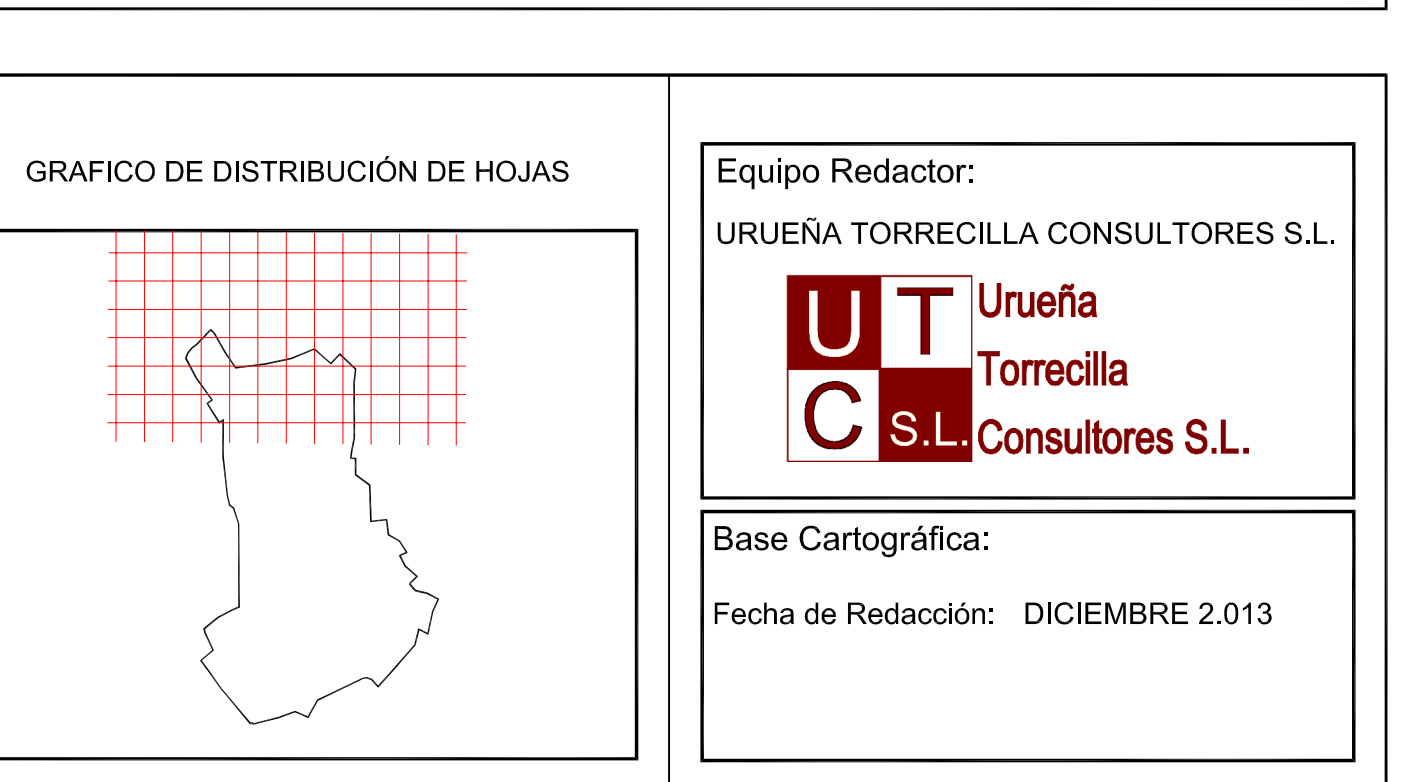 GRAFICO DE DISTRIBUCIÓN DE HOJAS
Equipo Redactor:
URUEÑA TORRECILLA CONSULTORES S.L.
U T
C S.L.
Urueña
Torrecilla
Consultores S.L.
Base Cartográfica:
Fecha de Redacción: DICIEMBRE 2.013